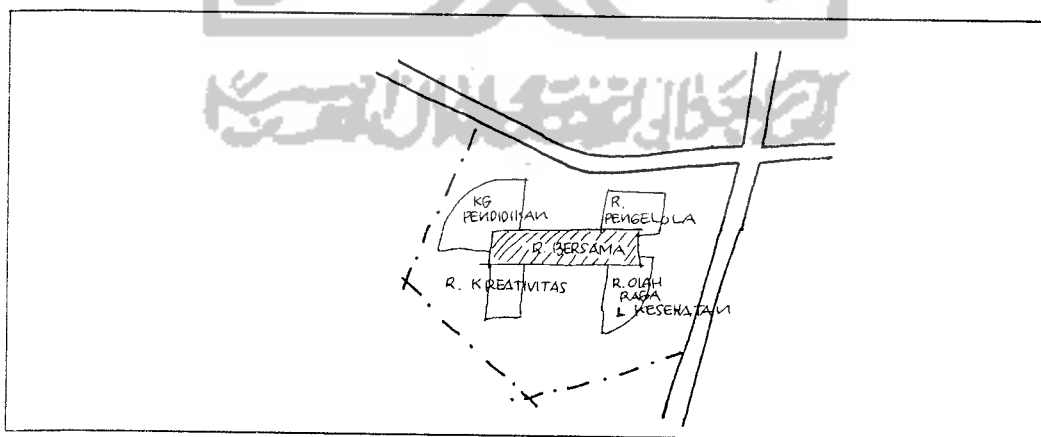 KG
PENDIDIKAN
R.
PENGELOLA
R. BERSAMA
R. KREATIVITAS
R. OLAH
RAGA
& KESEHATAN